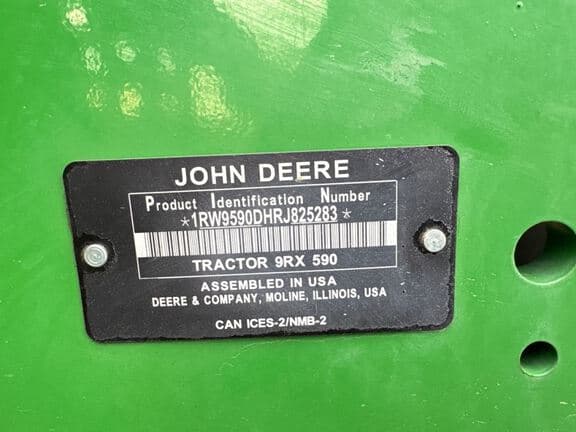 JOHN DEERE
Product Identification Number
*1RW9590DHRJ825283*
TRACTOR 9RX 590
ASSEMBLED IN USA
DEERE & COMPANY, MOLINE, ILLINOIS, USA
CAN ICES-2/NMB-2